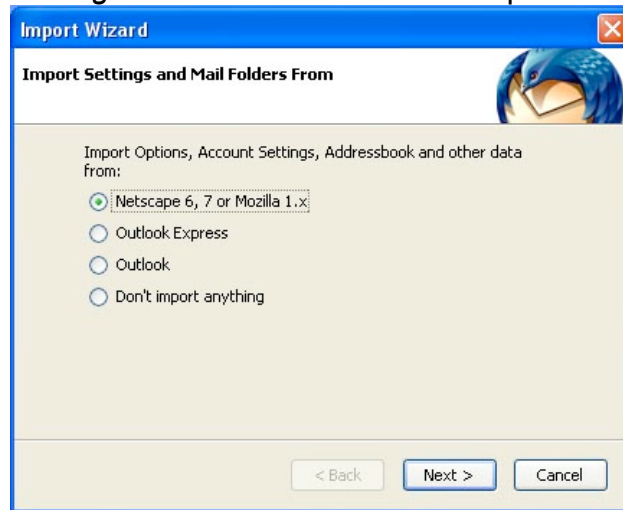 Import Wizard
Import Settings and Mail Folders From
Import Options, Account Settings, Addressbook and other data
from:
Netscape 6, 7 or Mozilla 1.x
Outlook Express
Outlook
Don't import anything
< Back
Next >
Cancel